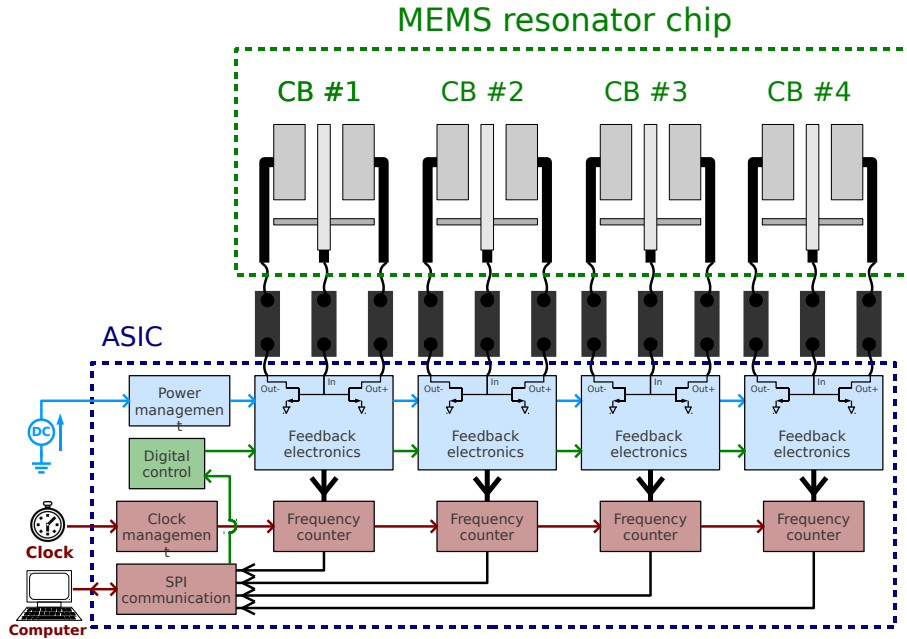 MEMS resonator chip
CB #1
CB #2
CB #3
CB #4
ASIC
Out-
In
Out+
Out-
In
Out+
Out-
In
Out+
Out-
In
Out+
Power
managemen
t
Feedback
electronics
Feedback
electronics
Feedback
electronics
Feedback
electronics
DC
Digital
control
Clock
managemen
t
Frequency
counter
Frequency
counter
Frequency
counter
Frequency
counter
Clock
SPI
communication
Computer